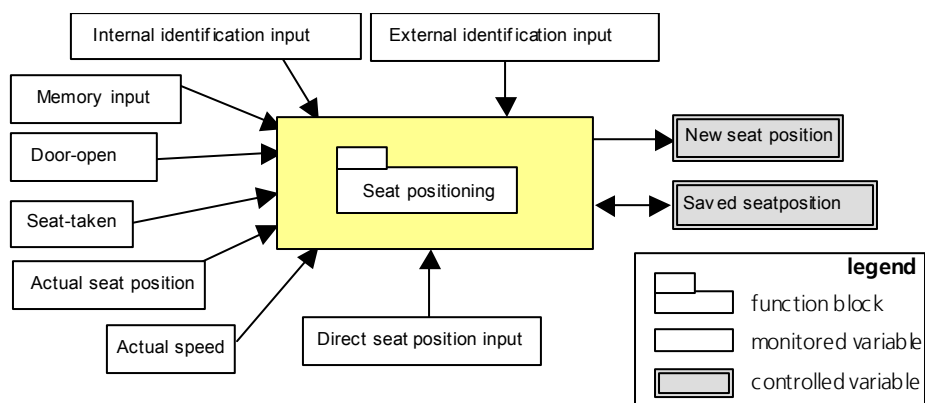 Internal identification input
External identification input
Memory input
Door-open
Seat-taken
Actual seat position
Actual speed
Direct seat position input
Seat positioning
New seat position
Saved seatposition
legend
function block
monitored variable
controlled variable